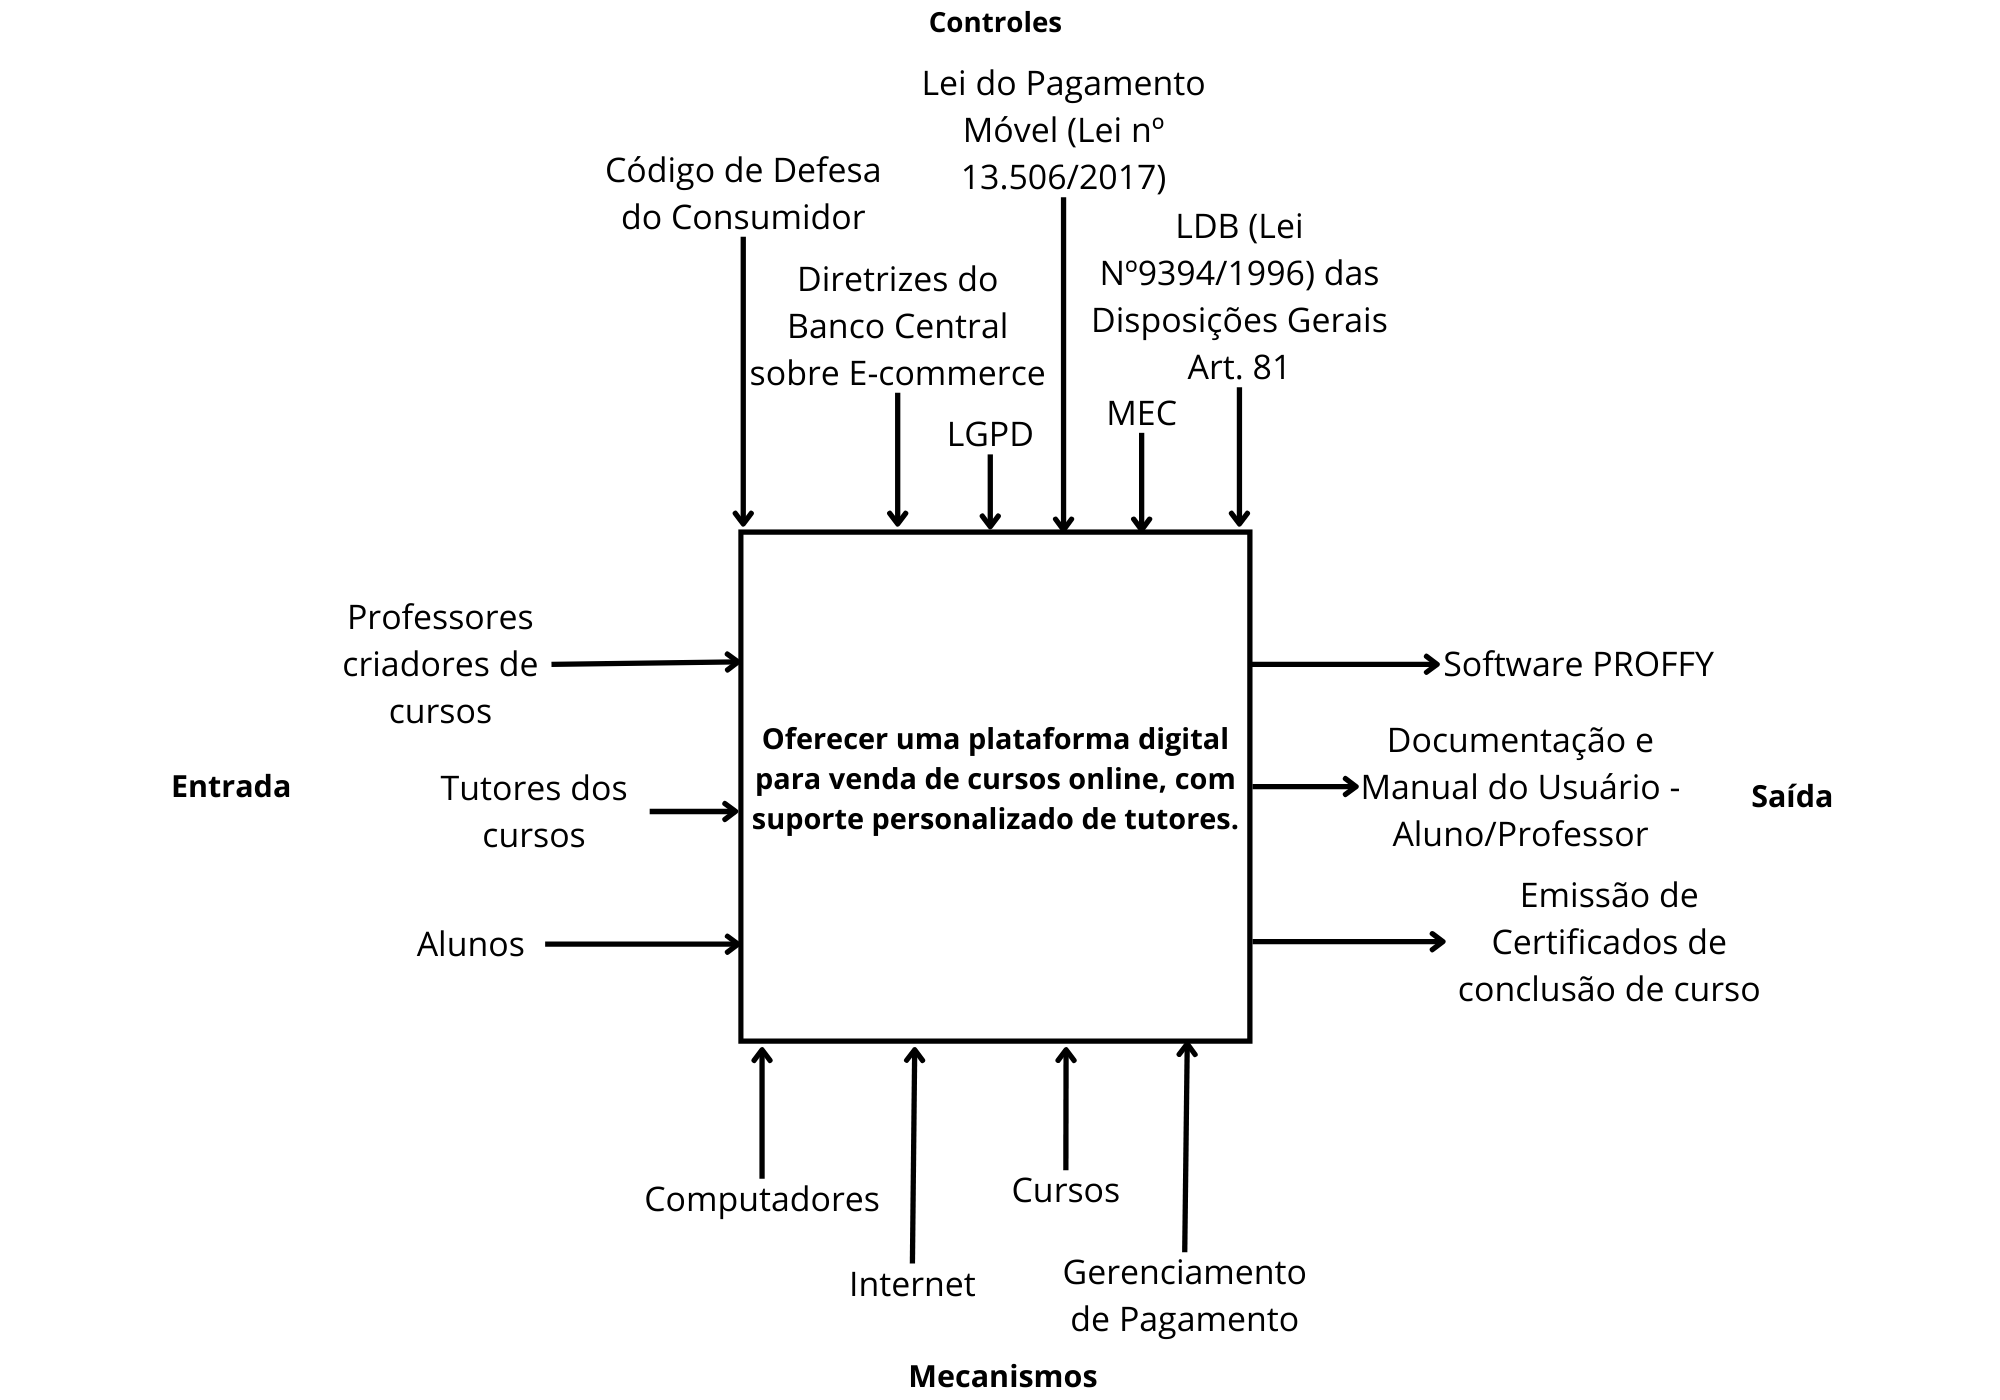 Controles
Lei do Pagamento
Móvel (Lei nº
13.506/2017)
Código de Defesa
do Consumidor
Diretrizes do
Banco Central
sobre E-commerce
LGPD
MEC
LDB (Lei
Nº9394/1996) das
Disposições Gerais
Art. 81
Entrada
Professores
criadores de
cursos
Tutores dos
cursos
Alunos
Oferecer uma plataforma digital
para venda de cursos online, com
suporte personalizado de tutores.
Software PROFFY
Documentação e
Manual do Usuário -
Aluno/Professor
Emissão de
Certificados de
conclusão de curso
Saída
Computadores
Internet
Cursos
Gerenciamento
de Pagamento
Mecanismos